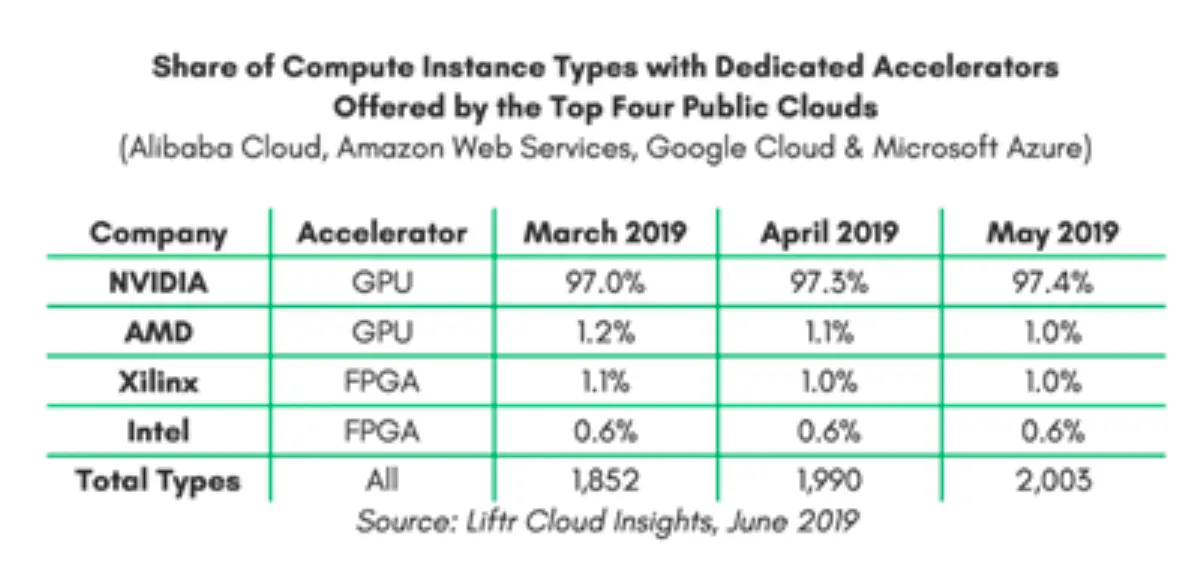 Share of Compute Instance Types with Dedicated Accelerators
Offered by the Top Four Public Clouds
(Alibaba Cloud, Amazon Web Services, Google Cloud & Microsoft Azure)
Company Accelerator March 2019 April 2019 May 2019
NVIDIA GPU 97.0% 97.3% 97.4%
AMD GPU 1.2% 1.1% 1.0%
Xilinx FPGA 1.1% 1.0% 1.0%
Intel FPGA 0.6% 0.6% 0.6%
Total Types All 1,852 1,990 2,003
Source: Liftr Cloud Insights, June 2019